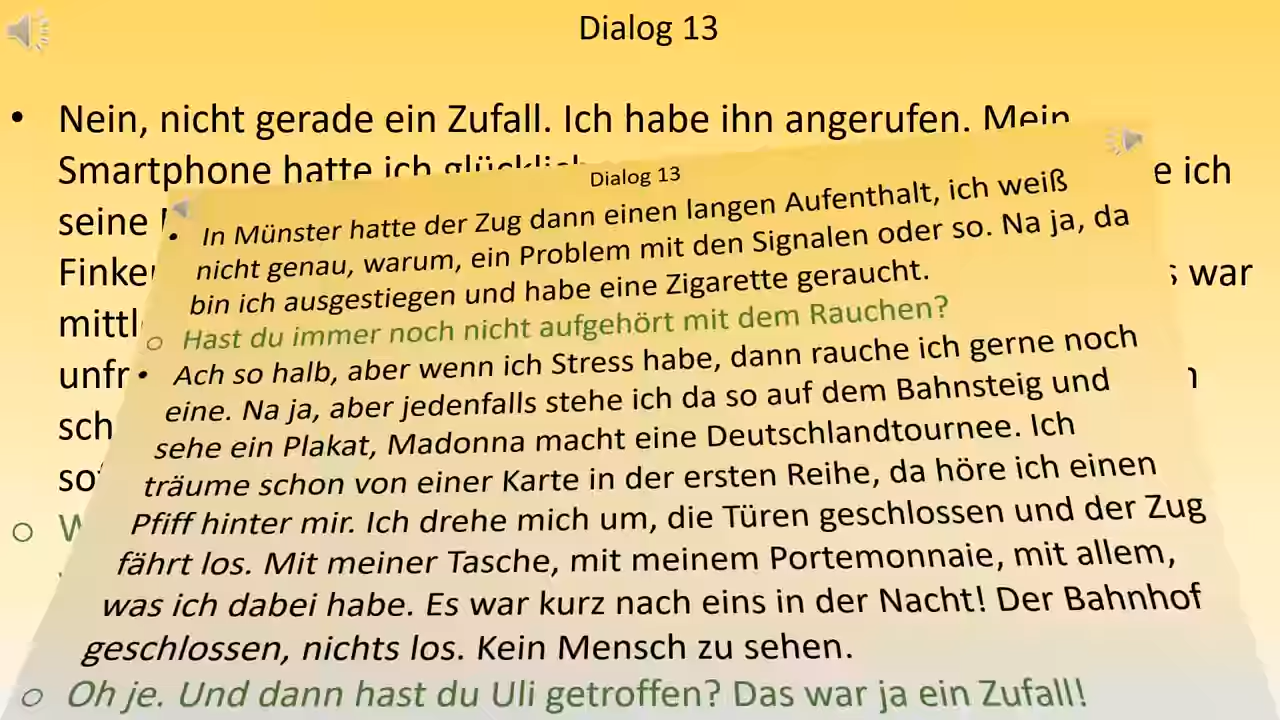 Dialog 13
• Nein, nicht gerade ein Zufall. Ich habe ihn angerufen. Mein
Smartphone hatte ich e ich
seine
war
Dialog 13
• In Münster hatte der Zug dann einen langen Aufenthalt, ich weiß
nicht genau, warum, ein Problem mit den Signalen oder so. Na ja, da
bin ich ausgestiegen und habe eine Zigarette geraucht.
o Hast du immer noch nicht aufgehört mit dem Rauchen?
• Ach so halb, aber wenn ich Stress habe, dann rauche ich gerne noch
eine. Na ja, aber jedenfalls stehe ich da so auf dem Bahnsteig und
sehe ein Plakat, Madonna macht eine Deutschlandtournee. Ich
träume schon von einer Karte in der ersten Reihe, da höre ich einen
Pfiff hinter mir. Ich drehe mich um, die Türen geschlossen und der Zug
fährt los. Mit meiner Tasche, mit meinem Portemonnaie, mit allem,
was ich dabei habe. Es war kurz nach eins in der Nacht! Der Bahnhof
geschlossen, nichts los. Kein Mensch zu sehen.
o Oh je. Und dann hast du Uli getroffen? Das war ja ein Zufall!